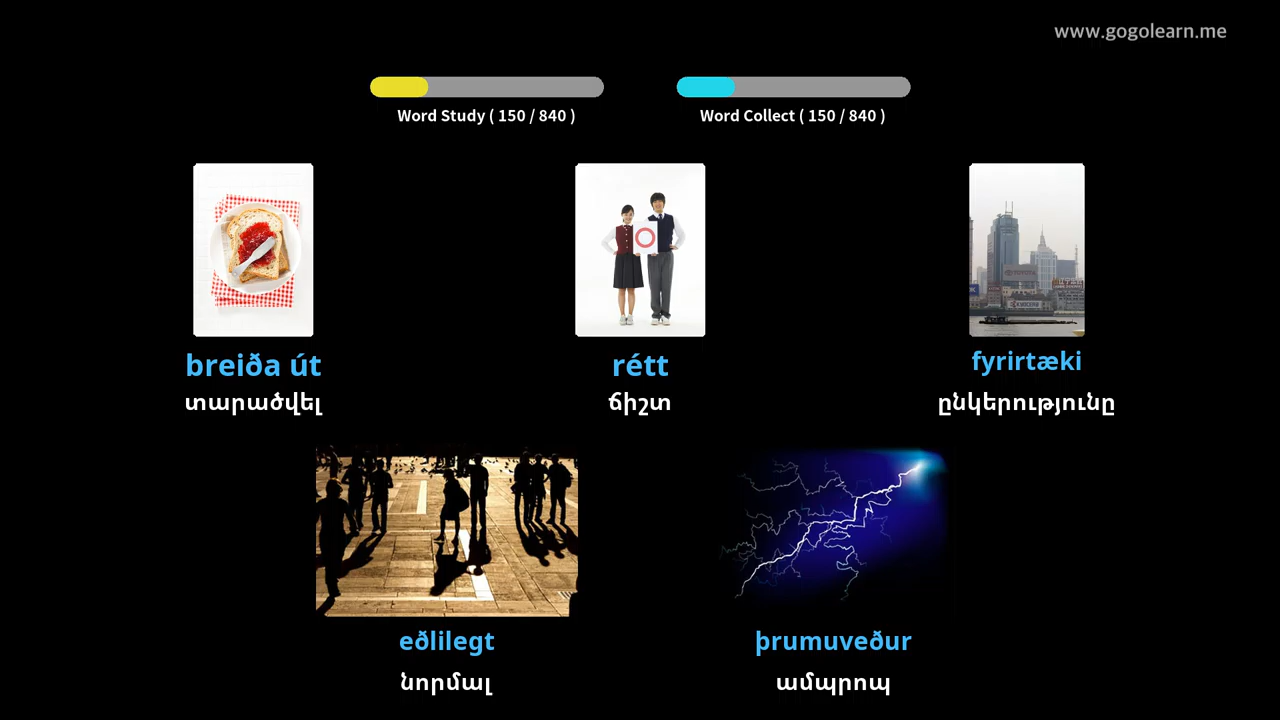 www.gogolearn.me
Word Study ( 150 / 840 )
Word Collect ( 150 / 840 )
TOYOTA
breiða út
rétt
fyrirtæki
տարածվել
ճիշտ
ընկերությունը
eðlilegt
þrumuveður
նորմալ
ամպրոպ